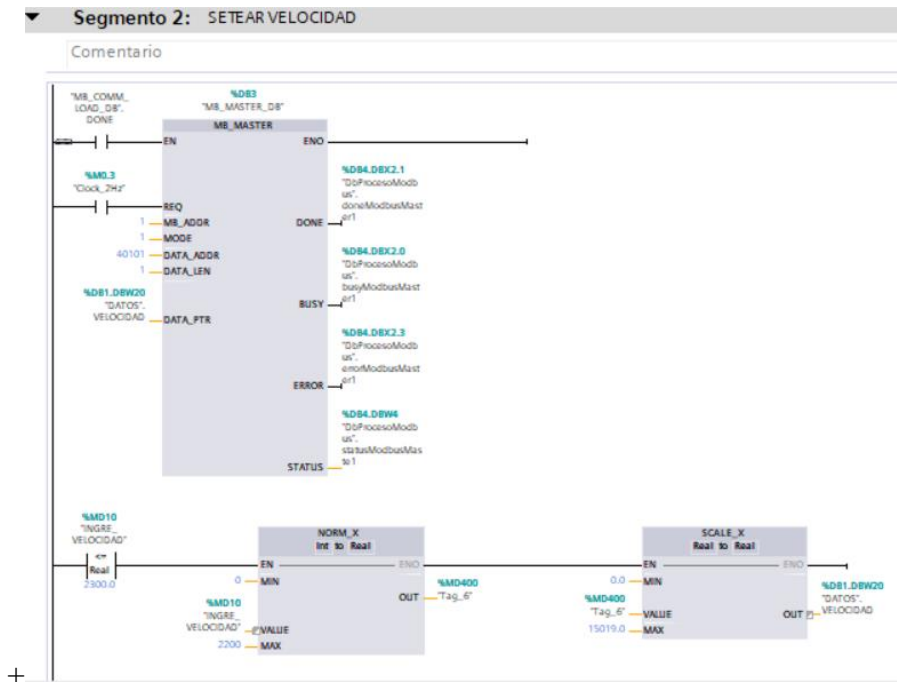 Segmento 2: SETEAR VELOCIDAD
Comentario
"MB_COMM_
LOAD_DB".
DONE
%DB3
"MB_MASTER_DB"
MB_MASTER
EN
ENO
%M0.3
"Clock_2Hz"
REQ
1
MB_ADDR
1
MODE
40101
DATA_ADDR
1
DATA_LEN
%DB1.DBW20
"DATOS".
VELOCIDAD
DATA_PTR
%DB4.DBX2.1
"DbProcesoModb
us".
doneModbusMast
er1
DONE
%DB4.DBX2.0
"DbProcesoModb
us".
busyModbusMast
er1
BUSY
%DB4.DBX2.3
"DbProcesoModb
us".
errorModbusMast
er1
ERROR
%DB4.DBW4
"DbProcesoModb
us".
statusModbusMas
te1
STATUS
%MD10
"INGRE_
VELOCIDAD"
<=
Real
2300.0
NORM_X
Int to Real
EN
ENO
0
MIN
%MD10
"INGRE_
VELOCIDAD"
VALUE
2200
MAX
OUT
%MD400
"Tag_6"
SCALE_X
Real to Real
EN
ENO
0.0
MIN
%MD400
"Tag_6"
VALUE
15019.0
MAX
OUT
%DB1.DBW20
"DATOS".
VELOCIDAD